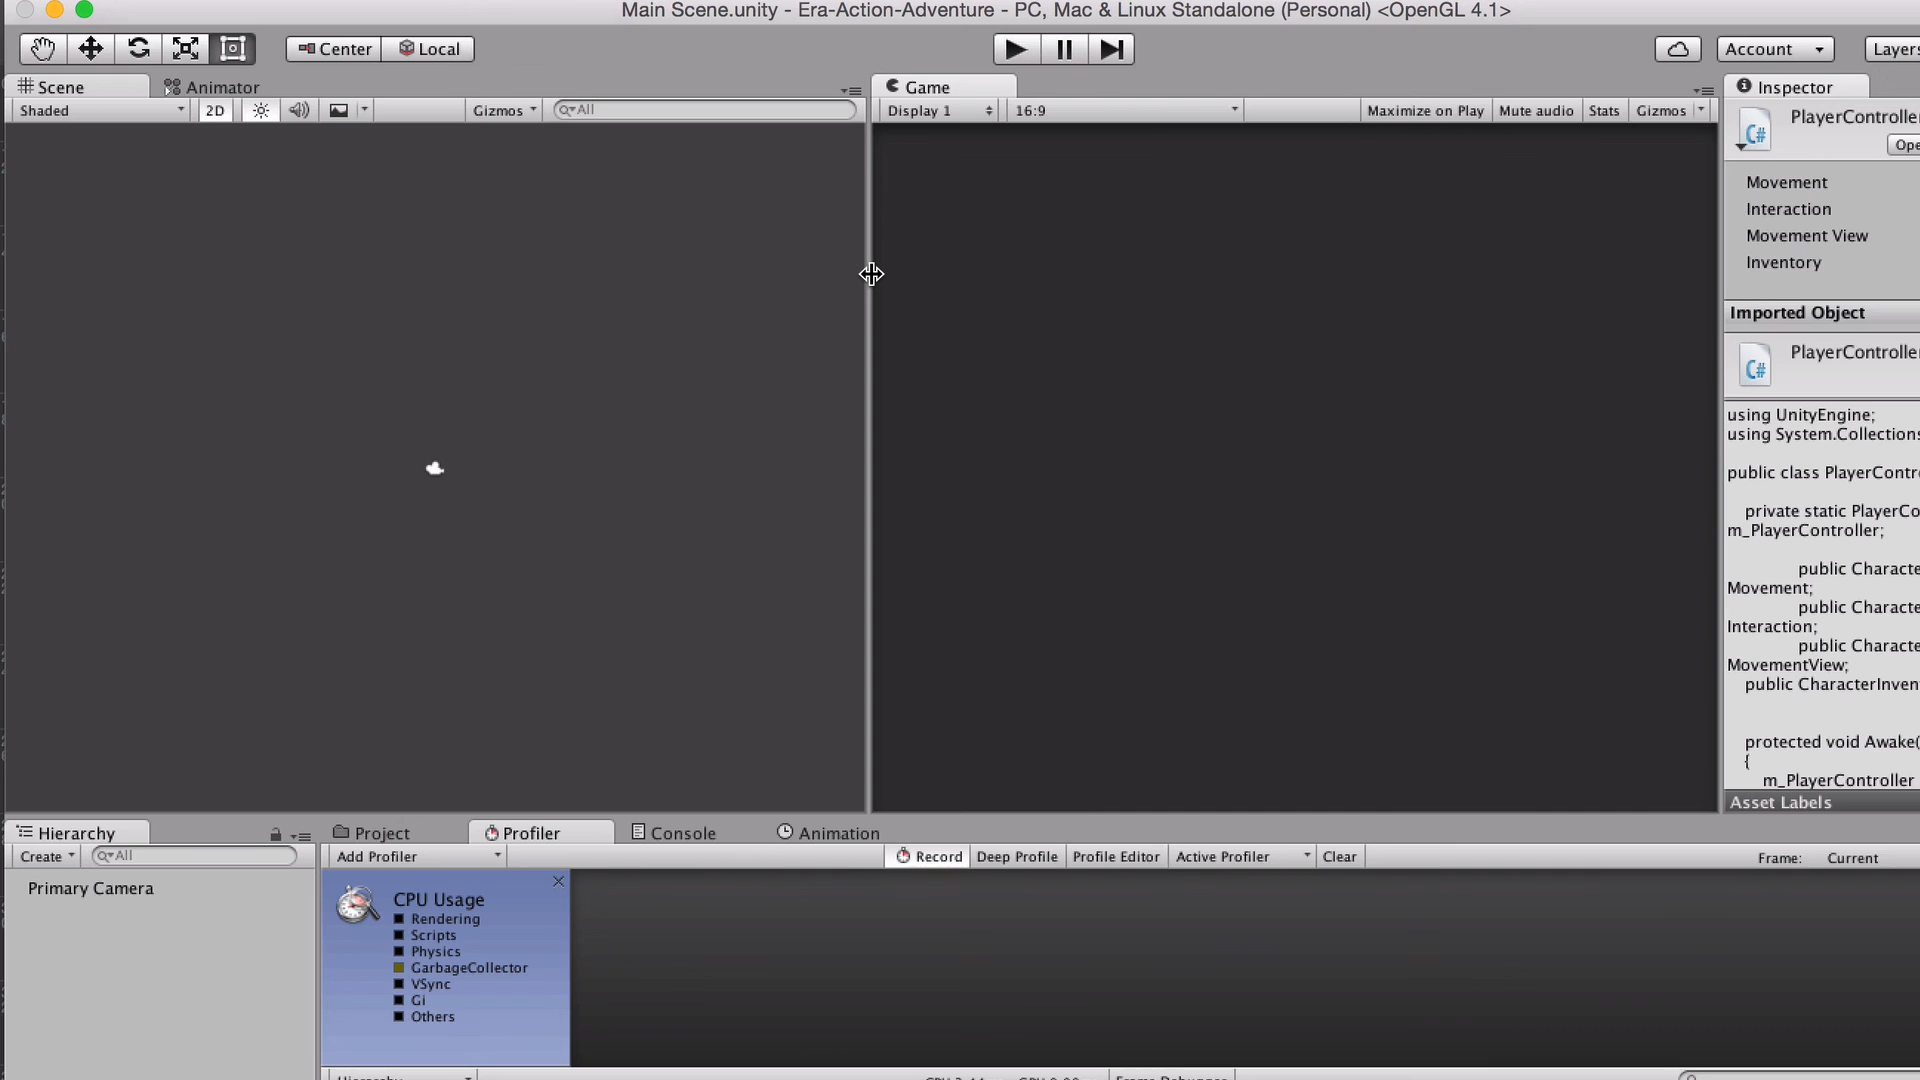 Main Scene.unity - Era-Action-Adventure - PC, Mac & Linux Standalone (Personal) <OpenGL 4.1>
Center Local Account Layers
Scene Animator
Shaded 2D Gizmos All
Game
Display 1 16:9 Maximize on Play Mute audio Stats Gizmos
Inspector
PlayerController
Ope
Movement
Interaction
Movement View
Inventory
Imported Object
PlayerController
using UnityEngine;
using System.Collections
public class PlayerContr
private static PlayerCo
m_PlayerController;
public Characte
Movement;
public Characte
Interaction;
public Characte
MovementView;
public CharacterInven
protected void Awake(
{
m_PlayerController
Asset Labels
Hierarchy
Create All
Primary Camera
Project Profiler Console Animation
Add Profiler Record Deep Profile Profile Editor Active Profiler Clear Frame: Current
CPU Usage
Rendering
Scripts
Physics
GarbageCollector
VSync
Gi
Others